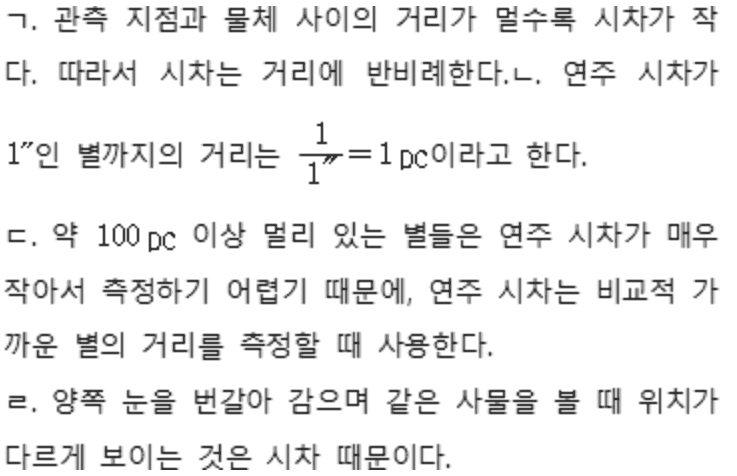 ㄱ. 관측 지점과 물체 사이의 거리가 멀수록 시차가 작
다. 따라서 시차는 거리에 반비례한다.ㄴ. 연주 시차가
1″인 별까지의 거리는 1/1″=1pc이라고 한다.
ㄷ. 약 100pc 이상 멀리 있는 별들은 연주 시차가 매우
작아서 측정하기 어렵기 때문에, 연주 시차는 비교적 가
까운 별의 거리를 측정할 때 사용한다.
ㄹ. 양쪽 눈을 번갈아 감으며 같은 사물을 볼 때 위치가
다르게 보이는 것은 시차 때문이다.